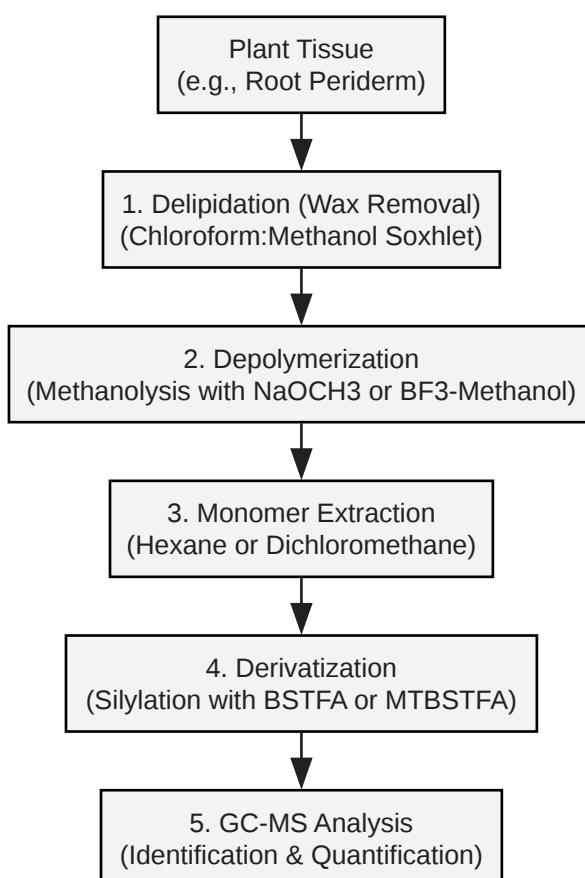 Plant Tissue
(e.g., Root Periderm)
1. Delipidation (Wax Removal)
(Chloroform:Methanol Soxhlet)
2. Depolymerization
(Methanolysis with NaOCH3 or BF3-Methanol)
3. Monomer Extraction
(Hexane or Dichloromethane)
4. Derivatization
(Silylation with BSTFA or MTBSTFA)
5. GC-MS Analysis
(Identification & Quantification)